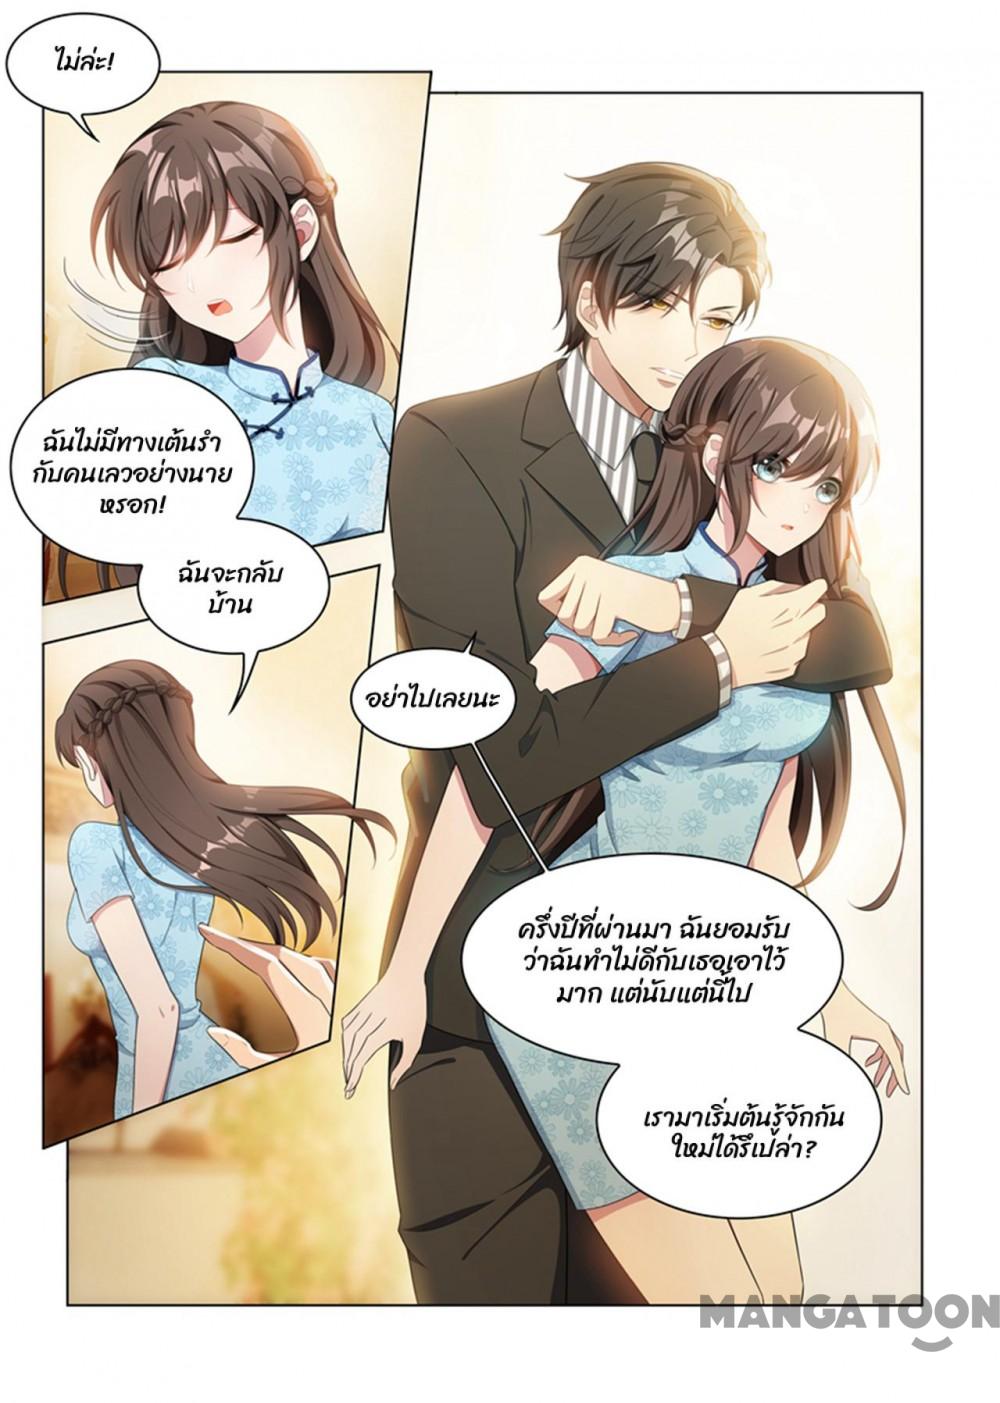 ไม่ล่ะ!
ฉันไม่มีทางเต้นรำ
กับคนเลวอย่างนาย
หรอก!
ฉันจะกลับ
บ้าน
อย่าไปเลยนะ
ครึ่งปีที่ผ่านมา ฉันยอมรับ
ว่าฉันทำไม่ดีกับเธอเอาไว้
มาก แต่นับแต่นี้ไป
เรามาเริ่มต้นรู้จักกัน
ใหม่ได้รึเปล่า?
MANGATOON